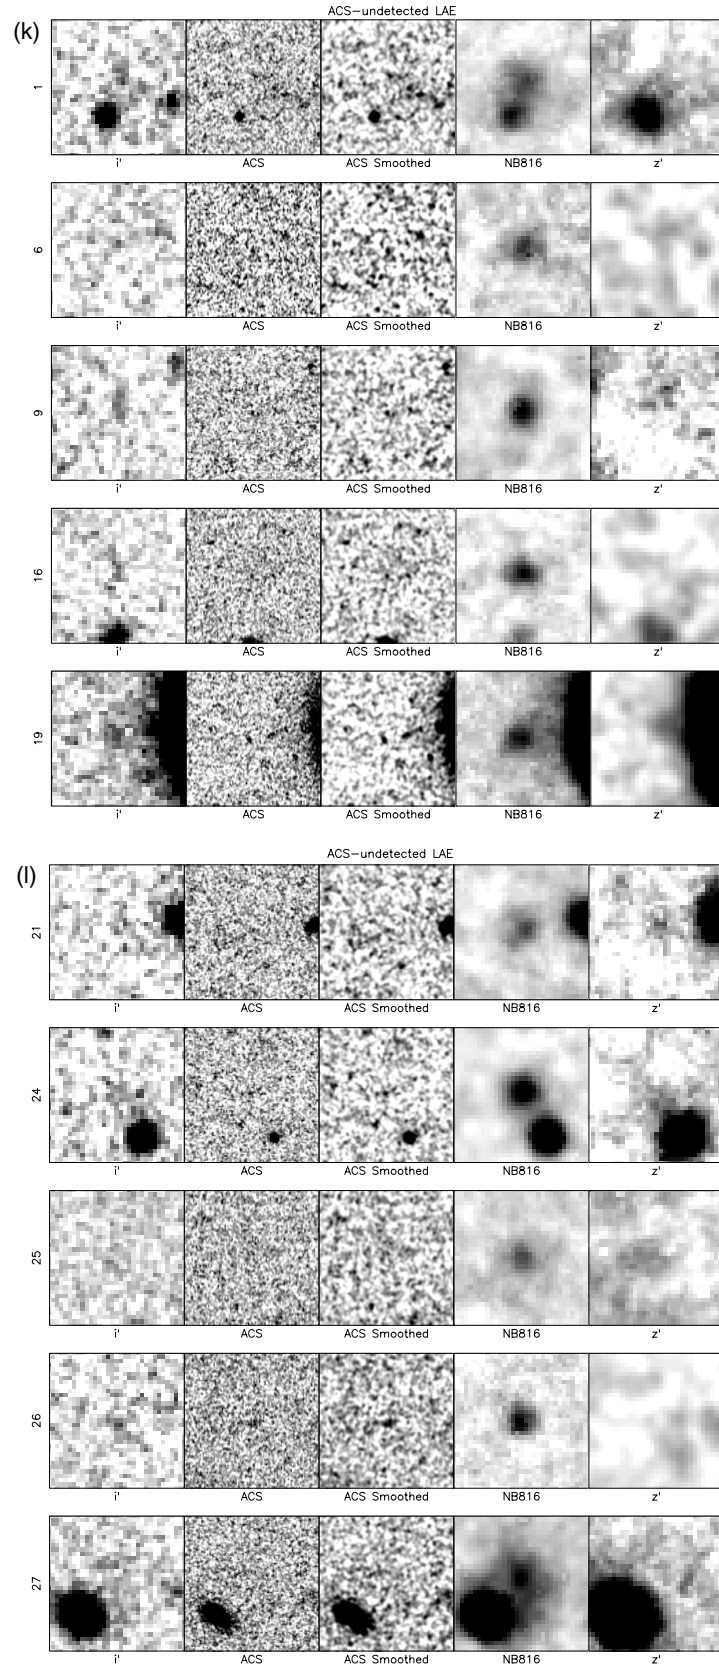 ACS−undetected LAE
(k)
1
i' ACS ACS Smoothed NB816 z'
6
i' ACS ACS Smoothed NB816 z'
9
i' ACS ACS Smoothed NB816 z'
16
i' ACS ACS Smoothed NB816 z'
19
i' ACS ACS Smoothed NB816 z'
ACS−undetected LAE
(l)
21
i' ACS ACS Smoothed NB816 z'
24
i' ACS ACS Smoothed NB816 z'
25
i' ACS ACS Smoothed NB816 z'
26
i' ACS ACS Smoothed NB816 z'
27
i' ACS ACS Smoothed NB816 z'